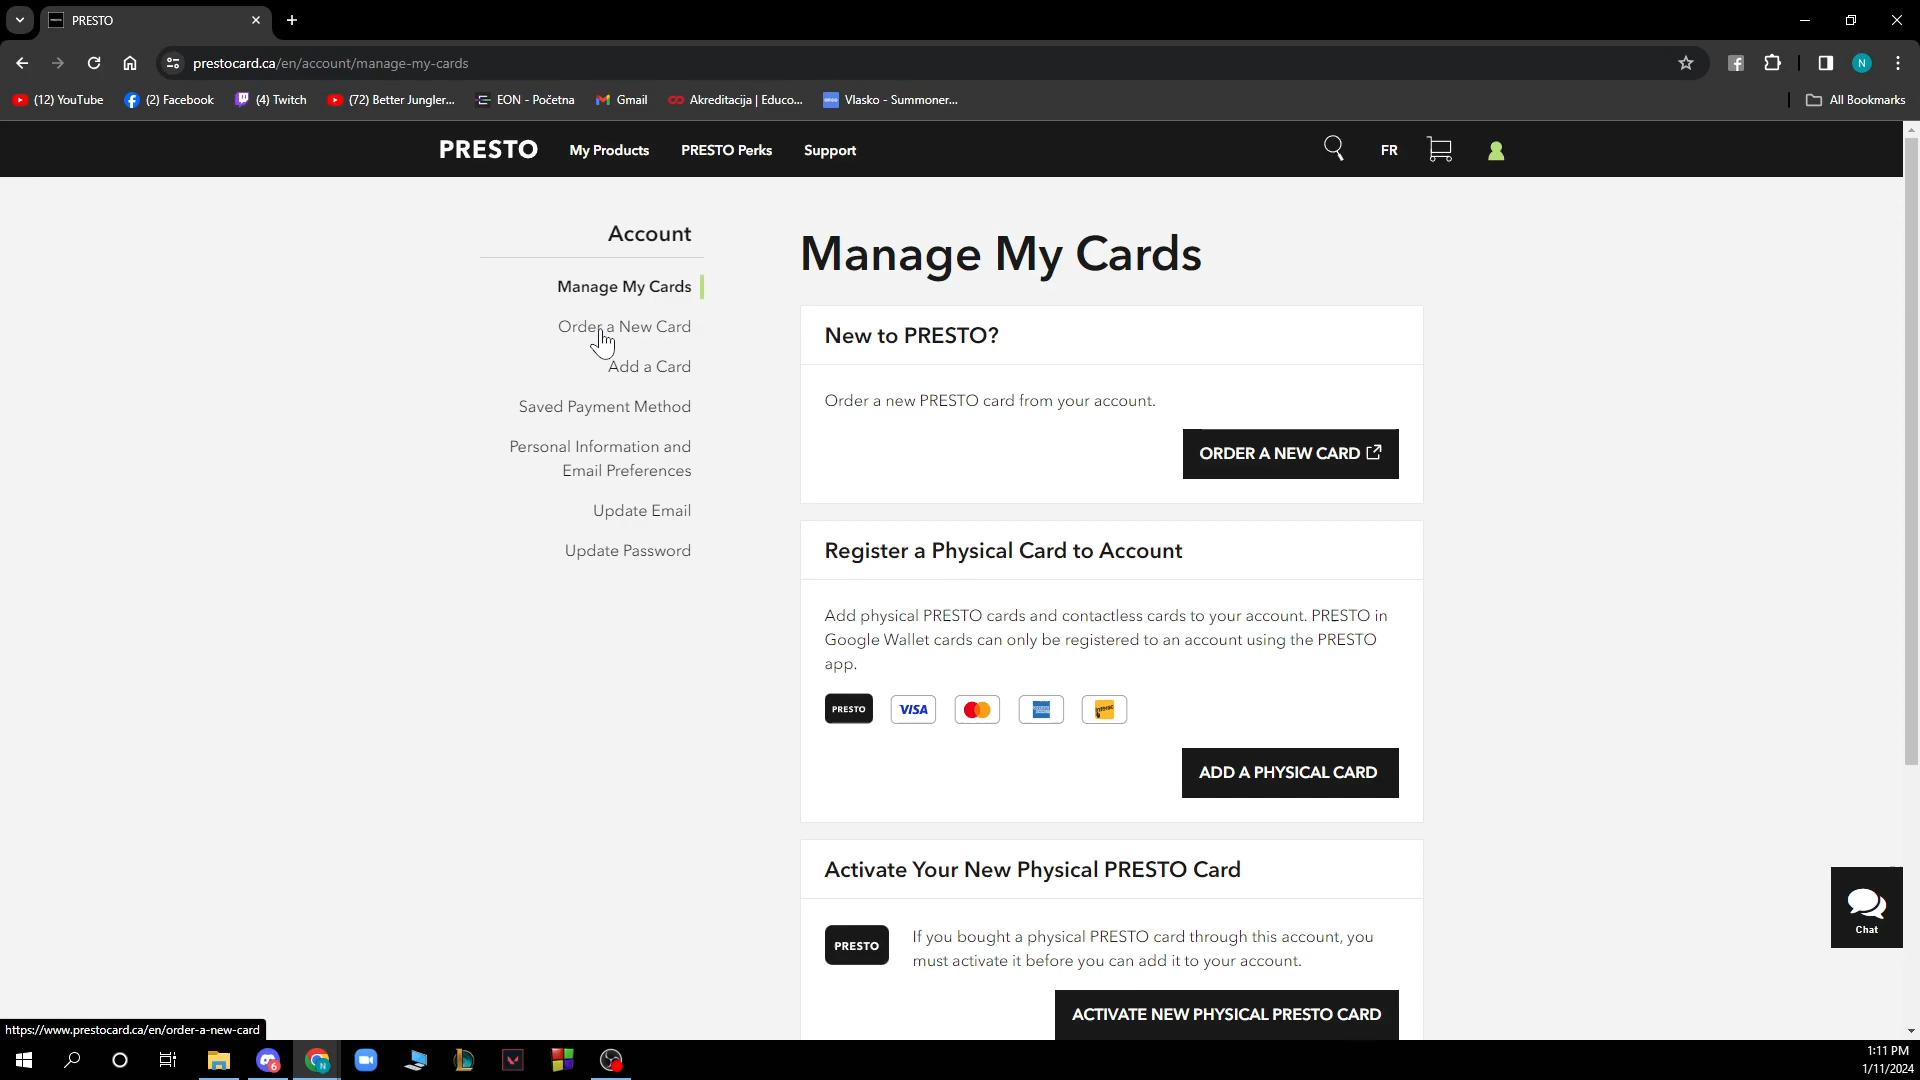 PRESTO
prestocard.ca/en/account/manage-my-cards
N
(12) YouTube
(2) Facebook
(4) Twitch
(72) Better Jungler...
EON - Početna
Gmail
Akreditacija | Educo...
Vlasko - Summoner...
All Bookmarks
PRESTO
My Products
PRESTO Perks
Support
FR
Account
Manage My Cards
Order a New Card
Add a Card
Saved Payment Method
Personal Information and
Email Preferences
Update Email
Update Password
Manage My Cards
New to PRESTO?
Order a new PRESTO card from your account.
ORDER A NEW CARD
Register a Physical Card to Account
Add physical PRESTO cards and contactless cards to your account. PRESTO in
Google Wallet cards can only be registered to an account using the PRESTO
app.
PRESTO
VISA
ADD A PHYSICAL CARD
Activate Your New Physical PRESTO Card
PRESTO
If you bought a physical PRESTO card through this account, you
must activate it before you can add it to your account.
ACTIVATE NEW PHYSICAL PRESTO CARD
Chat
https://www.prestocard.ca/en/order-a-new-card
1:11 PM
1/11/2024